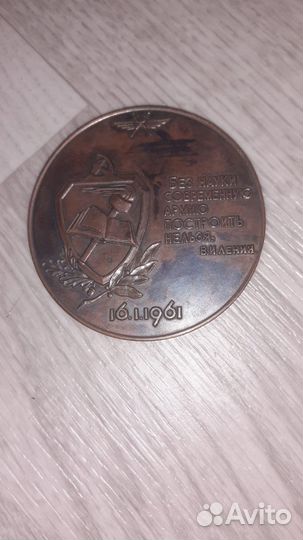 БЕЗ НАУКИ
СОВРЕМЕННУЮ
АРМИЮ
ПОСТРОИТЬ
НЕЛЬЗЯ.
В.И.ЛЕНИН
16.1.1961
Avito